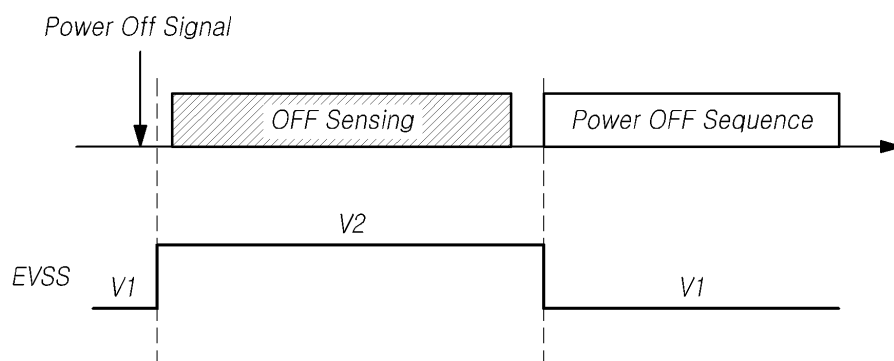 Power Off Signal
OFF Sensing
Power OFF Sequence
V2
EVSS
V1
V1